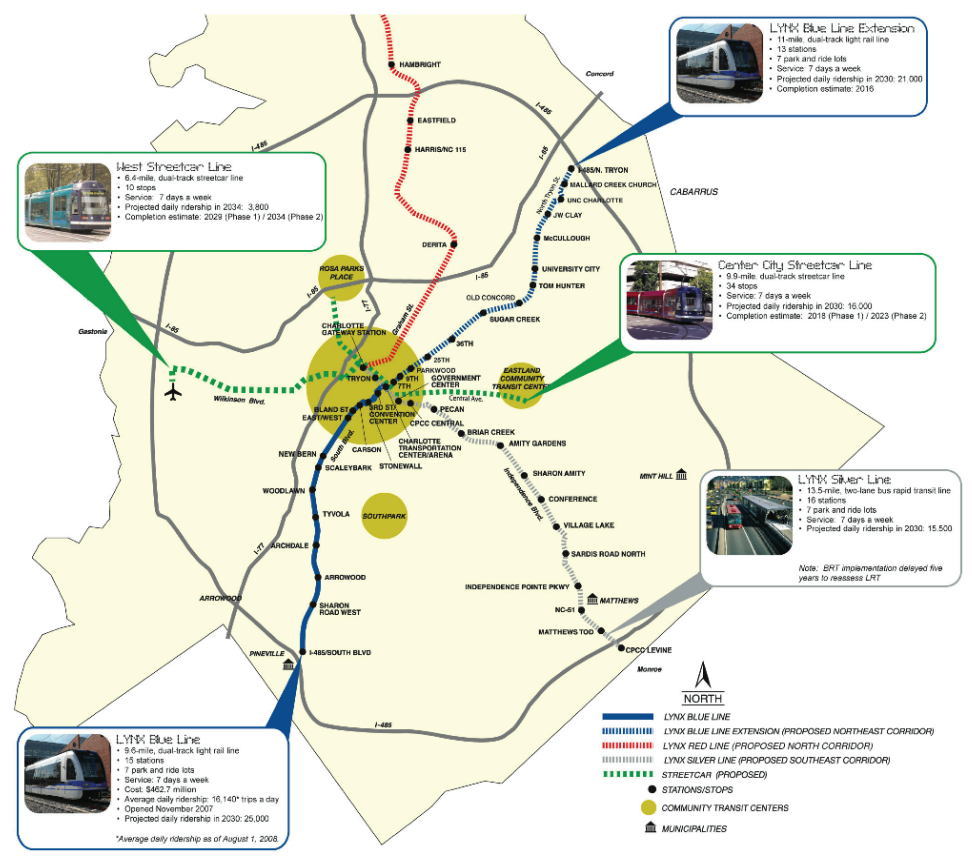 LYNX Blue Line Extension
• 11-mile, dual-track light rail line
• 13 stations
• 7 park and ride lots
• Service: 7 days a week
• Projected daily ridership in 2030: 21,000
• Completion estimate: 2016
HAMBRIGHT
Concord
I-485
EASTFIELD
I-485
HARRIS/NC 115
I-85
West Streetcar Line
• 6.4-mile, dual-track streetcar line
• 10 stops
• Service: 7 days a week
• Projected daily ridership in 2034: 3,800
• Completion estimate: 2029 (Phase 1) / 2034 (Phase 2)
I-485/N. TRYON
MALLARD CREEK CHURCH
North Tryon St.
UNC CHARLOTTE
CABARRUS
JW CLAY
McCULLOUGH
DERITA
ROSA PARKS
PLACE
I-85
UNIVERSITY CITY
TOM HUNTER
Center City Streetcar Line
• 9.9-mile, dual-track streetcar line
• 34 stops
• Service: 7 days a week
• Projected daily ridership in 2030: 16,000
• Completion estimate: 2018 (Phase 1) / 2023 (Phase 2)
I-85
I-77
OLD CONCORD
SUGAR CREEK
Gastonia
I-85
Graham St.
CHARLOTTE
GATEWAY STATION
36TH
25TH
PARKWOOD
9TH
7TH
GOVERNMENT
CENTER
TRYON
EASTLAND
COMMUNITY
TRANSIT CENTER
Wilkinson Blvd.
Central Ave.
BLAND ST
EAST/WEST
3RD ST/
CONVENTION
CENTER
PECAN
CPCC CENTRAL
BRIAR CREEK
South Blvd.
CARSON
CHARLOTTE
TRANSPORTATION
CENTER/ARENA
STONEWALL
AMITY GARDENS
NEW BERN
SCALEYBARK
SHARON AMITY
MINT HILL
WOODLAWN
Independence Blvd.
CONFERENCE
LYNX Silver Line
• 13.5-mile, two-lane bus rapid transit line
• 16 stations
• 7 park and ride lots
• Service: 7 days a week
• Projected daily ridership in 2030: 15,500
Note: BRT implementation delayed five
years to reassess LRT
TYVOLA
SOUTHPARK
VILLAGE LAKE
I-77
ARCHDALE
SARDIS ROAD NORTH
ARROWOOD
INDEPENDENCE POINTE PKWY
ARROWOOD
SHARON
ROAD WEST
MATTHEWS
NC-51
MATTHEWS TOD
PINEVILLE
I-485/SOUTH BLVD
CPCC LEVINE
Monroe
I-485
NORTH
LYNX BLUE LINE
LYNX BLUE LINE EXTENSION (PROPOSED NORTHEAST CORRIDOR)
LYNX RED LINE (PROPOSED NORTH CORRIDOR)
LYNX SILVER LINE (PROPOSED SOUTHEAST CORRIDOR)
STREETCAR (PROPOSED)
STATIONS/STOPS
COMMUNITY TRANSIT CENTERS
MUNICIPALITIES
LYNX Blue Line
• 9.6-mile, dual-track light rail line
• 15 stations
• 7 park and ride lots
• Service: 7 days a week
• Cost: $462.7 million
• Average daily ridership: 16,140* trips a day
• Opened November 2007
• Projected daily ridership in 2030: 25,000
*Average daily ridership as of August 1, 2008.